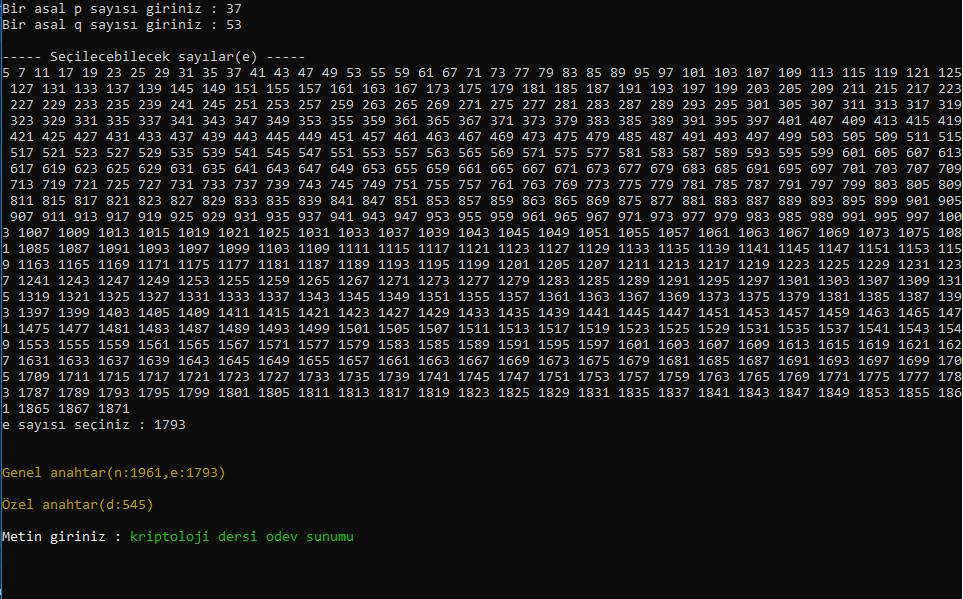 Bir asal p sayısı giriniz : 37
Bir asal q sayısı giriniz : 53
----- Seçilecebilecek sayılar(e) -----
5 7 11 17 19 23 25 29 31 35 37 41 43 47 49 53 55 59 61 67 71 73 77 79 83 85 89 95 97 101 103 107 109 113 115 119 121 125
127 131 133 137 139 145 149 151 155 157 161 163 167 173 175 179 181 185 187 191 193 197 199 203 205 209 211 215 217 223
227 229 233 235 239 241 245 251 253 257 259 263 265 269 271 275 277 281 283 287 289 293 295 301 305 307 311 313 317 319
323 329 331 335 337 341 343 347 349 353 355 359 361 365 367 371 373 379 383 385 389 391 395 397 401 407 409 413 415 419
421 425 427 431 433 437 439 443 445 449 451 457 461 463 467 469 473 475 479 485 487 491 493 497 499 503 505 509 511 515
517 521 523 527 529 535 539 541 545 547 551 553 557 563 565 569 571 575 577 581 583 587 589 593 595 599 601 605 607 613
617 619 623 625 629 631 635 641 643 647 649 653 655 659 661 665 667 671 673 677 679 683 685 691 695 697 701 703 707 709
713 719 721 725 727 731 733 737 739 743 745 749 751 755 757 761 763 769 773 775 779 781 785 787 791 797 799 803 805 809
811 815 817 821 823 827 829 833 835 839 841 847 851 853 857 859 863 865 869 875 877 881 883 887 889 893 895 899 901 905
907 911 913 917 919 925 929 931 935 937 941 943 947 953 955 959 961 965 967 971 973 977 979 983 985 989 991 995 997 100
3 1007 1009 1013 1015 1019 1021 1025 1031 1033 1037 1039 1043 1045 1049 1051 1055 1057 1061 1063 1067 1069 1073 1075 108
1 1085 1087 1091 1093 1097 1099 1103 1109 1111 1115 1117 1121 1123 1127 1129 1133 1135 1139 1141 1145 1147 1151 1153 115
9 1163 1165 1169 1171 1175 1177 1181 1187 1189 1193 1195 1199 1201 1205 1207 1211 1213 1217 1219 1223 1225 1229 1231 123
7 1241 1243 1247 1249 1253 1255 1259 1265 1267 1271 1273 1277 1279 1283 1285 1289 1291 1295 1297 1301 1303 1307 1309 131
5 1319 1321 1325 1327 1331 1333 1337 1343 1345 1349 1351 1355 1357 1361 1363 1367 1369 1373 1375 1379 1381 1385 1387 139
3 1397 1399 1403 1405 1409 1411 1415 1421 1423 1427 1429 1433 1435 1439 1441 1445 1447 1451 1453 1457 1459 1463 1465 147
1 1475 1477 1481 1483 1487 1489 1493 1499 1501 1505 1507 1511 1513 1517 1519 1523 1525 1529 1531 1535 1537 1541 1543 154
9 1553 1555 1559 1561 1565 1567 1571 1577 1579 1583 1585 1589 1591 1595 1597 1601 1603 1607 1609 1613 1615 1619 1621 162
7 1631 1633 1637 1639 1643 1645 1649 1655 1657 1661 1663 1667 1669 1673 1675 1679 1681 1685 1687 1691 1693 1697 1699 170
5 1709 1711 1715 1717 1721 1723 1727 1733 1735 1739 1741 1745 1747 1751 1753 1757 1759 1763 1765 1769 1771 1775 1777 178
3 1787 1789 1793 1795 1799 1801 1805 1811 1813 1817 1819 1823 1825 1829 1831 1835 1837 1841 1843 1847 1849 1853 1855 186
1 1865 1867 1871
e sayısı seçiniz : 1793
Genel anahtar(n:1961,e:1793)
Özel anahtar(d:545)
Metin giriniz : kriptoloji dersi odev sunumu